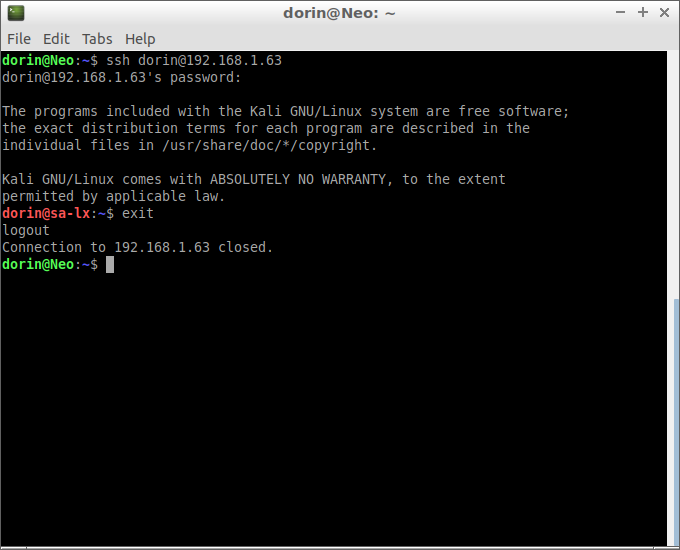 dorin@Neo: ~
File Edit Tabs Help
dorin@Neo:~$ ssh dorin@192.168.1.63
dorin@192.168.1.63's password:
The programs included with the Kali GNU/Linux system are free software;
the exact distribution terms for each program are described in the
individual files in /usr/share/doc/*/copyright.
Kali GNU/Linux comes with ABSOLUTELY NO WARRANTY, to the extent
permitted by applicable law.
dorin@sa-lx:~$ exit
logout
Connection to 192.168.1.63 closed.
dorin@Neo:~$